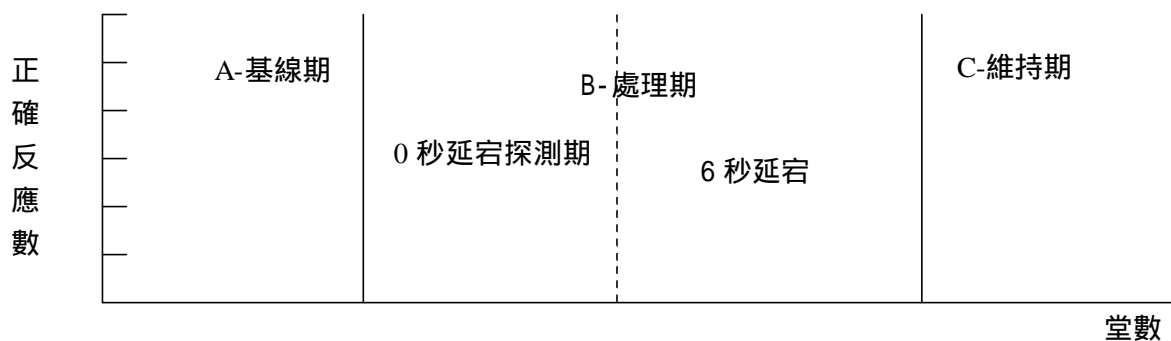 正確反應數
A-基線期
B-處理期
C-維持期
0 秒延宕探測期
6 秒延宕
堂數